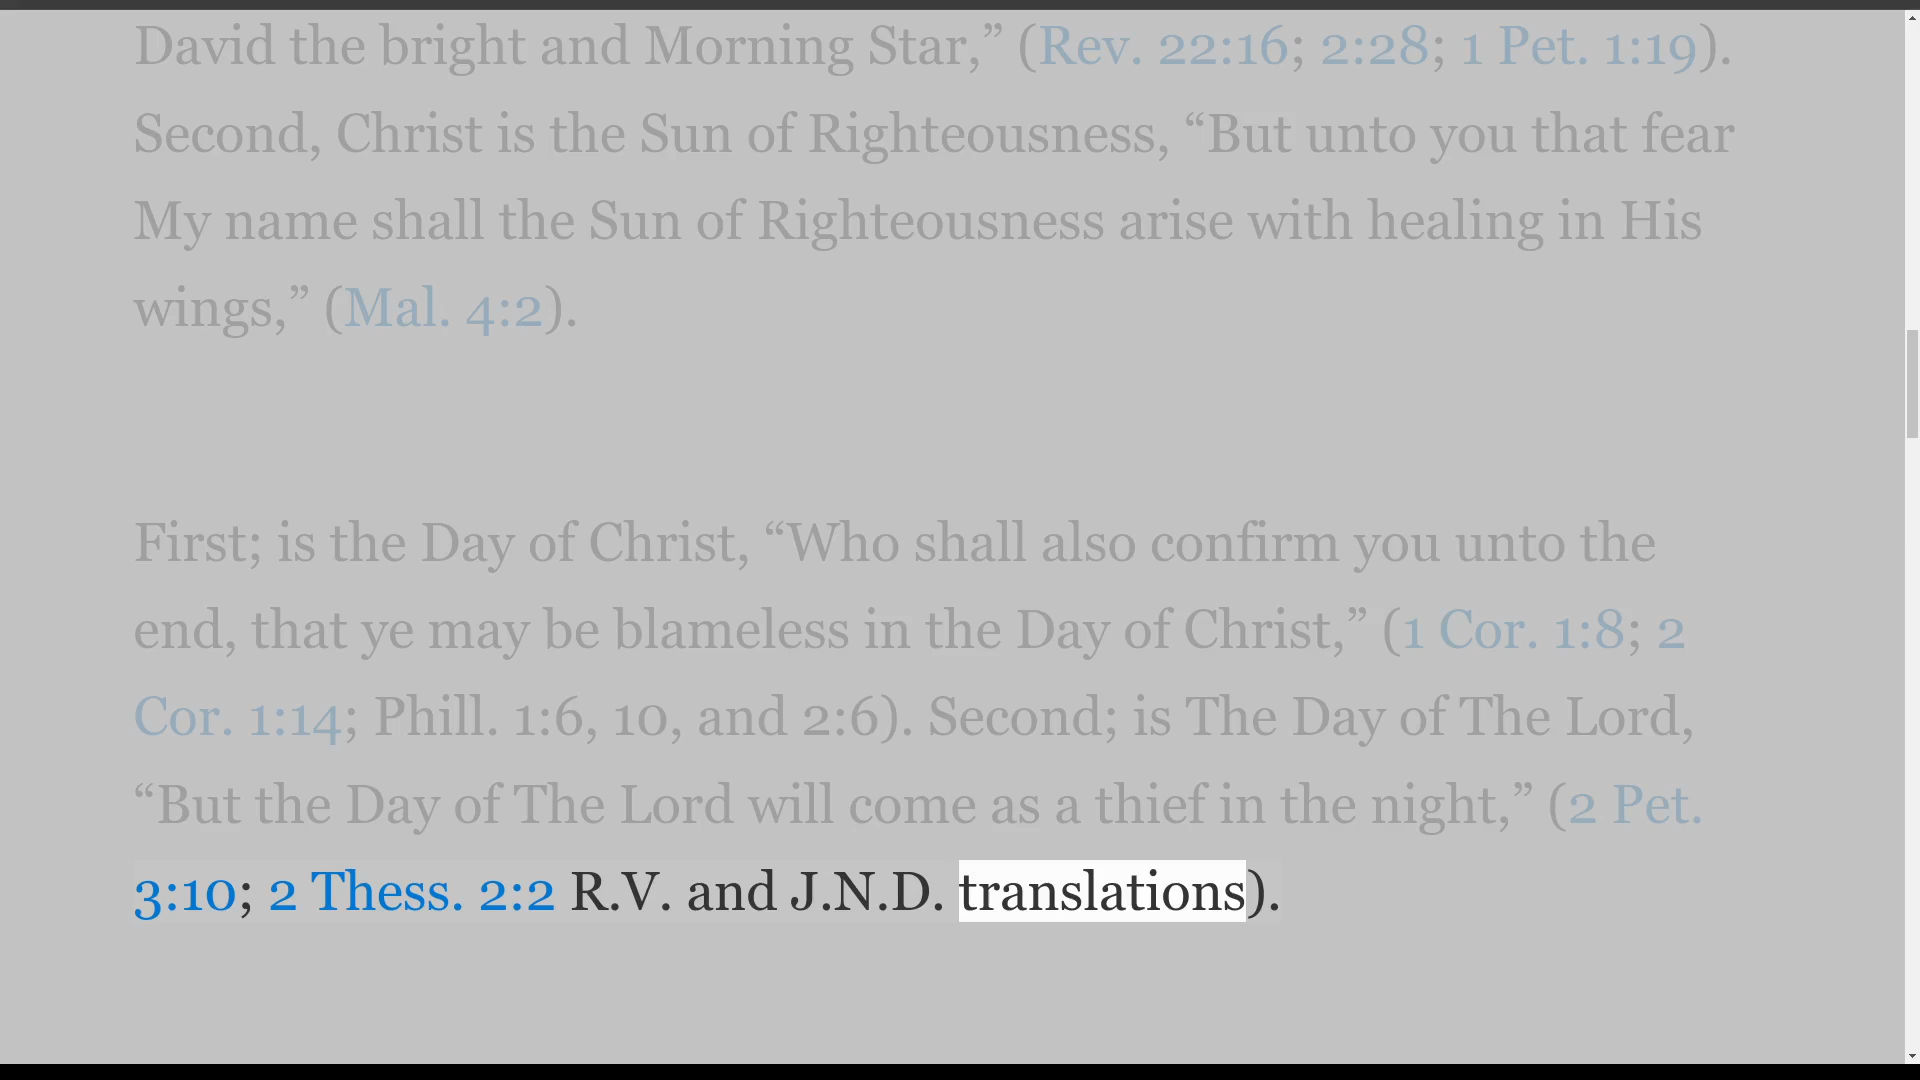 David the bright and Morning Star,” (Rev. 22:16; 2:28; 1 Pet. 1:19).
Second, Christ is the Sun of Righteousness, “But unto you that fear
My name shall the Sun of Righteousness arise with healing in His
wings,” (Mal. 4:2).
First; is the Day of Christ, “Who shall also confirm you unto the
end, that ye may be blameless in the Day of Christ,” (1 Cor. 1:8; 2
Cor. 1:14; Phill. 1:6, 10, and 2:6). Second; is The Day of The Lord,
“But the Day of The Lord will come as a thief in the night,” (2 Pet.
3:10; 2 Thess. 2:2 R.V. and J.N.D. translations).